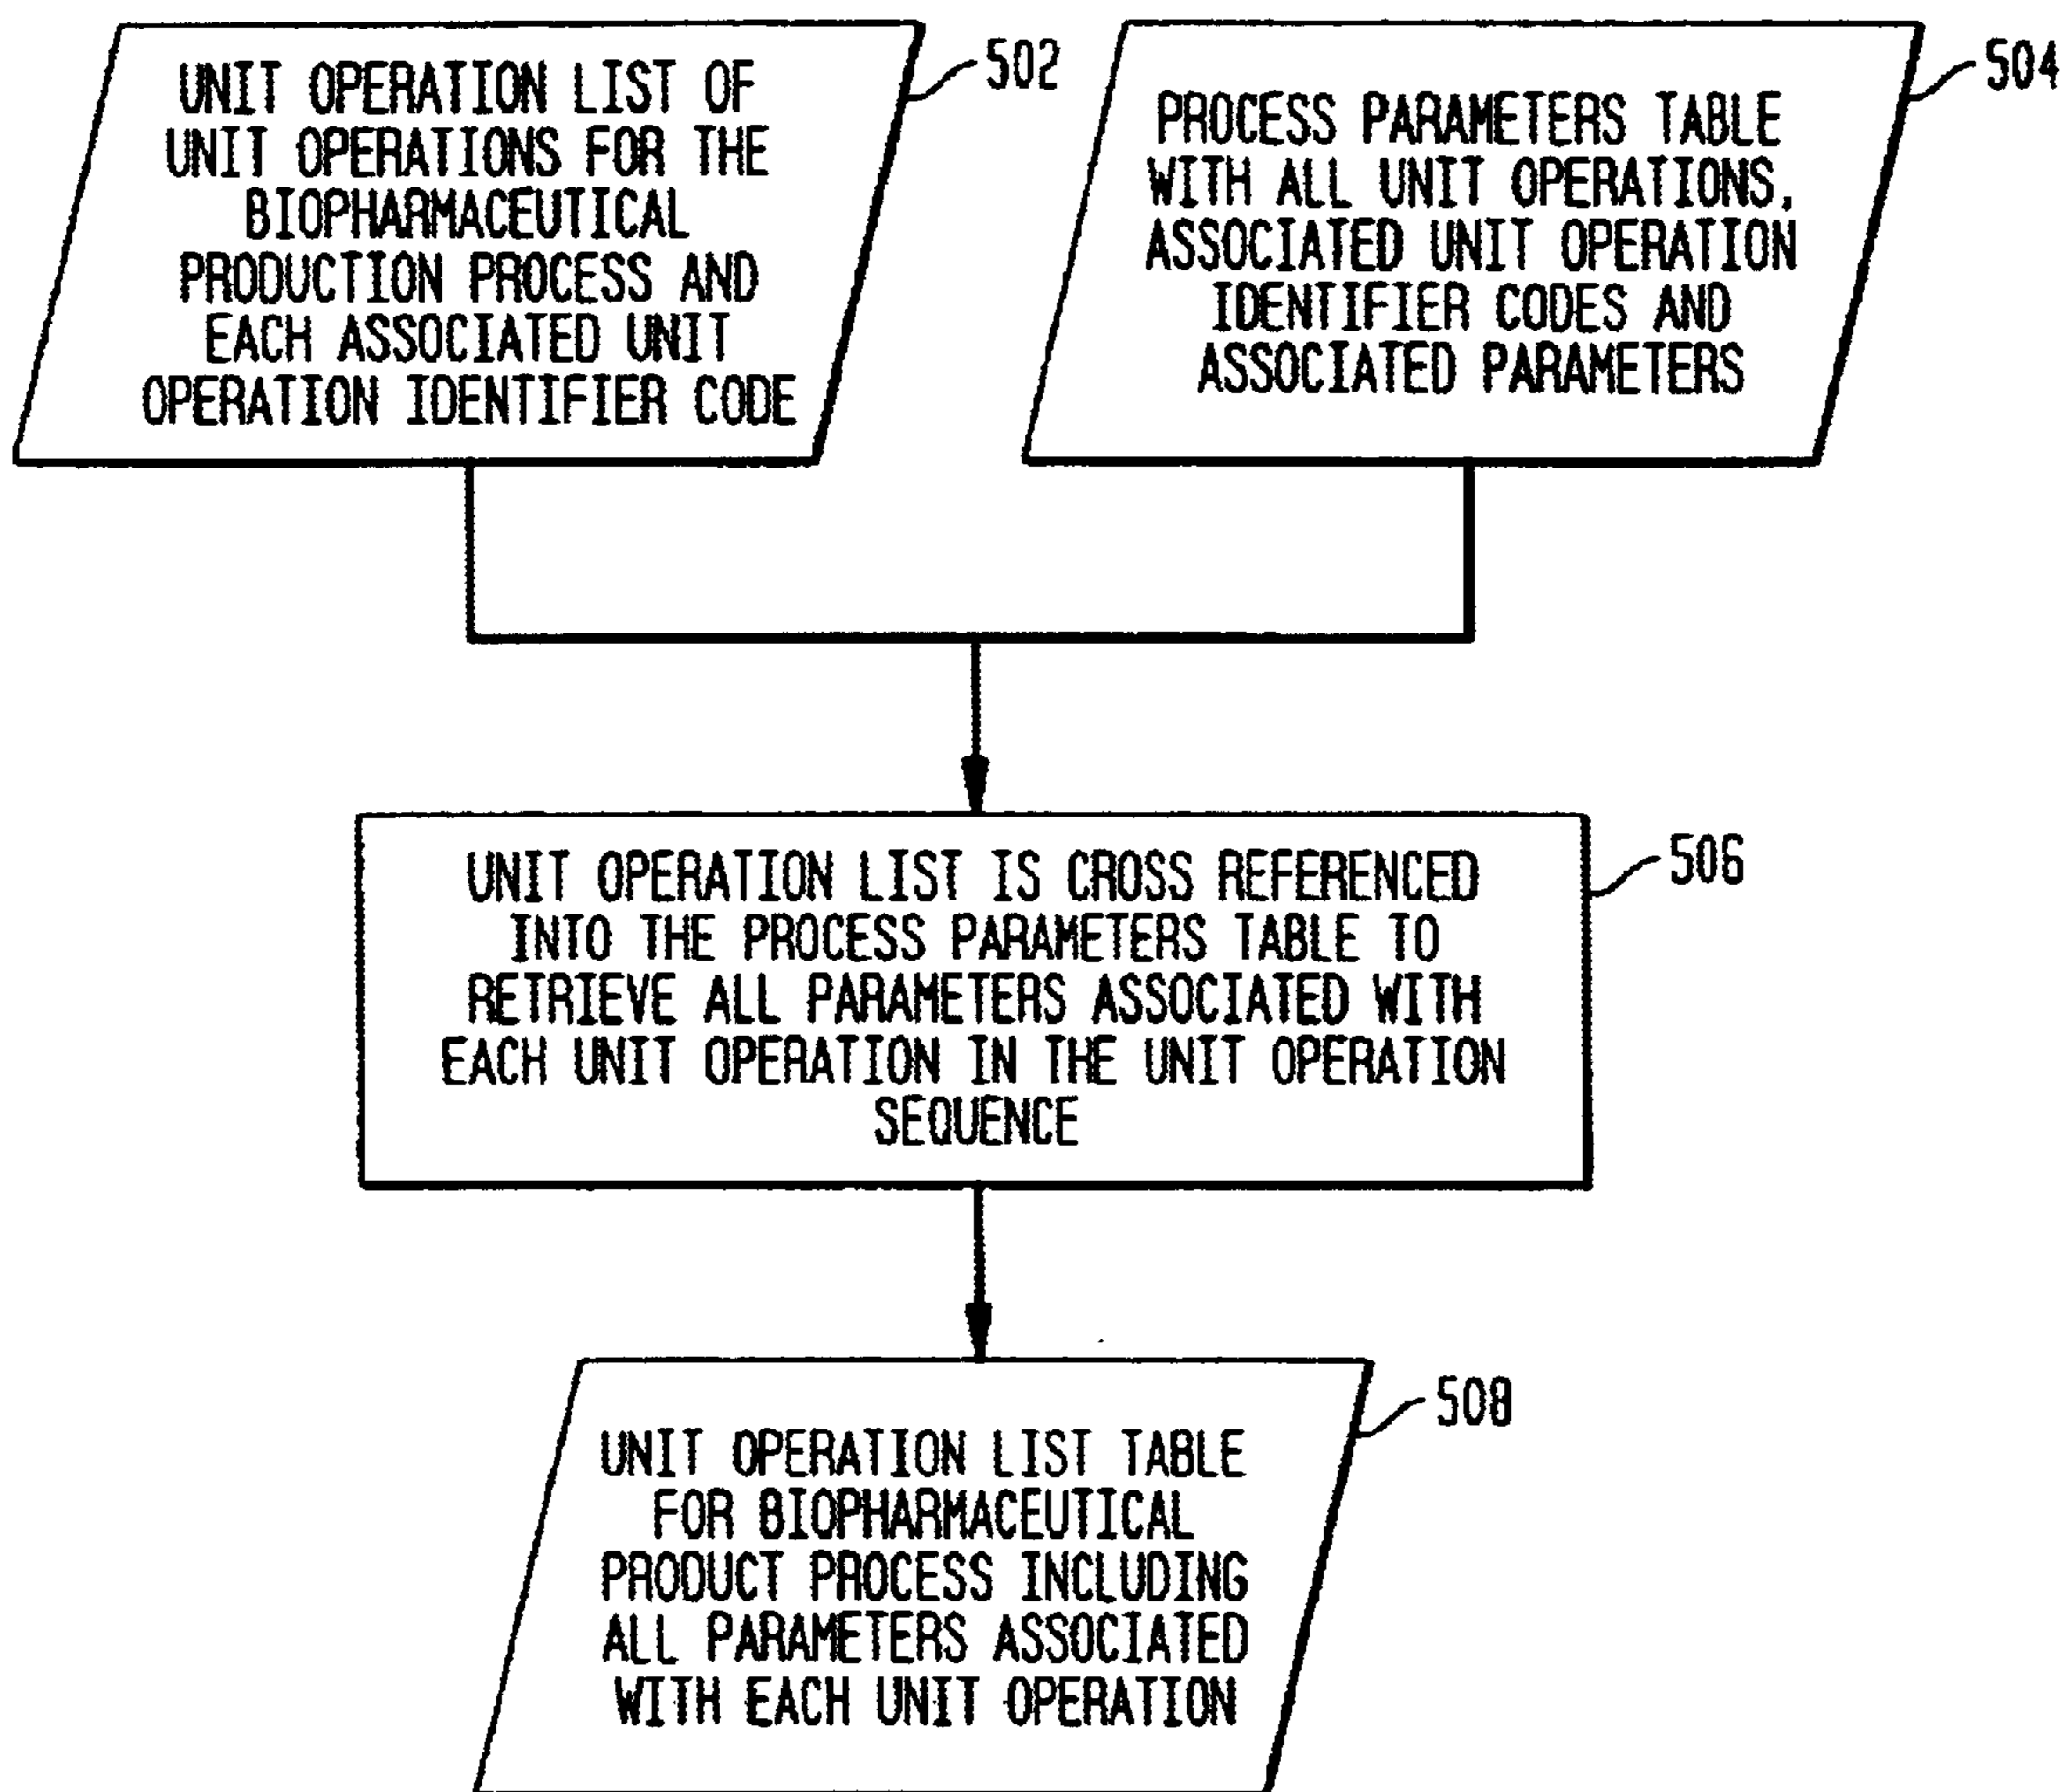 UNIT OPERATION LIST OF
UNIT OPERATIONS FOR THE
BIOPHARMACEUTICAL
PRODUCTION PROCESS AND
EACH ASSOCIATED UNIT
OPERATION IDENTIFIER CODE
502
PROCESS PARAMETERS TABLE
WITH ALL UNIT OPERATIONS,
ASSOCIATED UNIT OPERATION
IDENTIFIER CODES AND
ASSOCIATED PARAMETERS
504
UNIT OPERATION LIST IS CROSS REFERENCED
INTO THE PROCESS PARAMETERS TABLE TO
RETRIEVE ALL PARAMETERS ASSOCIATED WITH
EACH UNIT OPERATION IN THE UNIT OPERATION
SEQUENCE
506
UNIT OPERATION LIST TABLE
FOR BIOPHARMACEUTICAL
PRODUCT PROCESS INCLUDING
ALL PARAMETERS ASSOCIATED
WITH EACH UNIT OPERATION
508